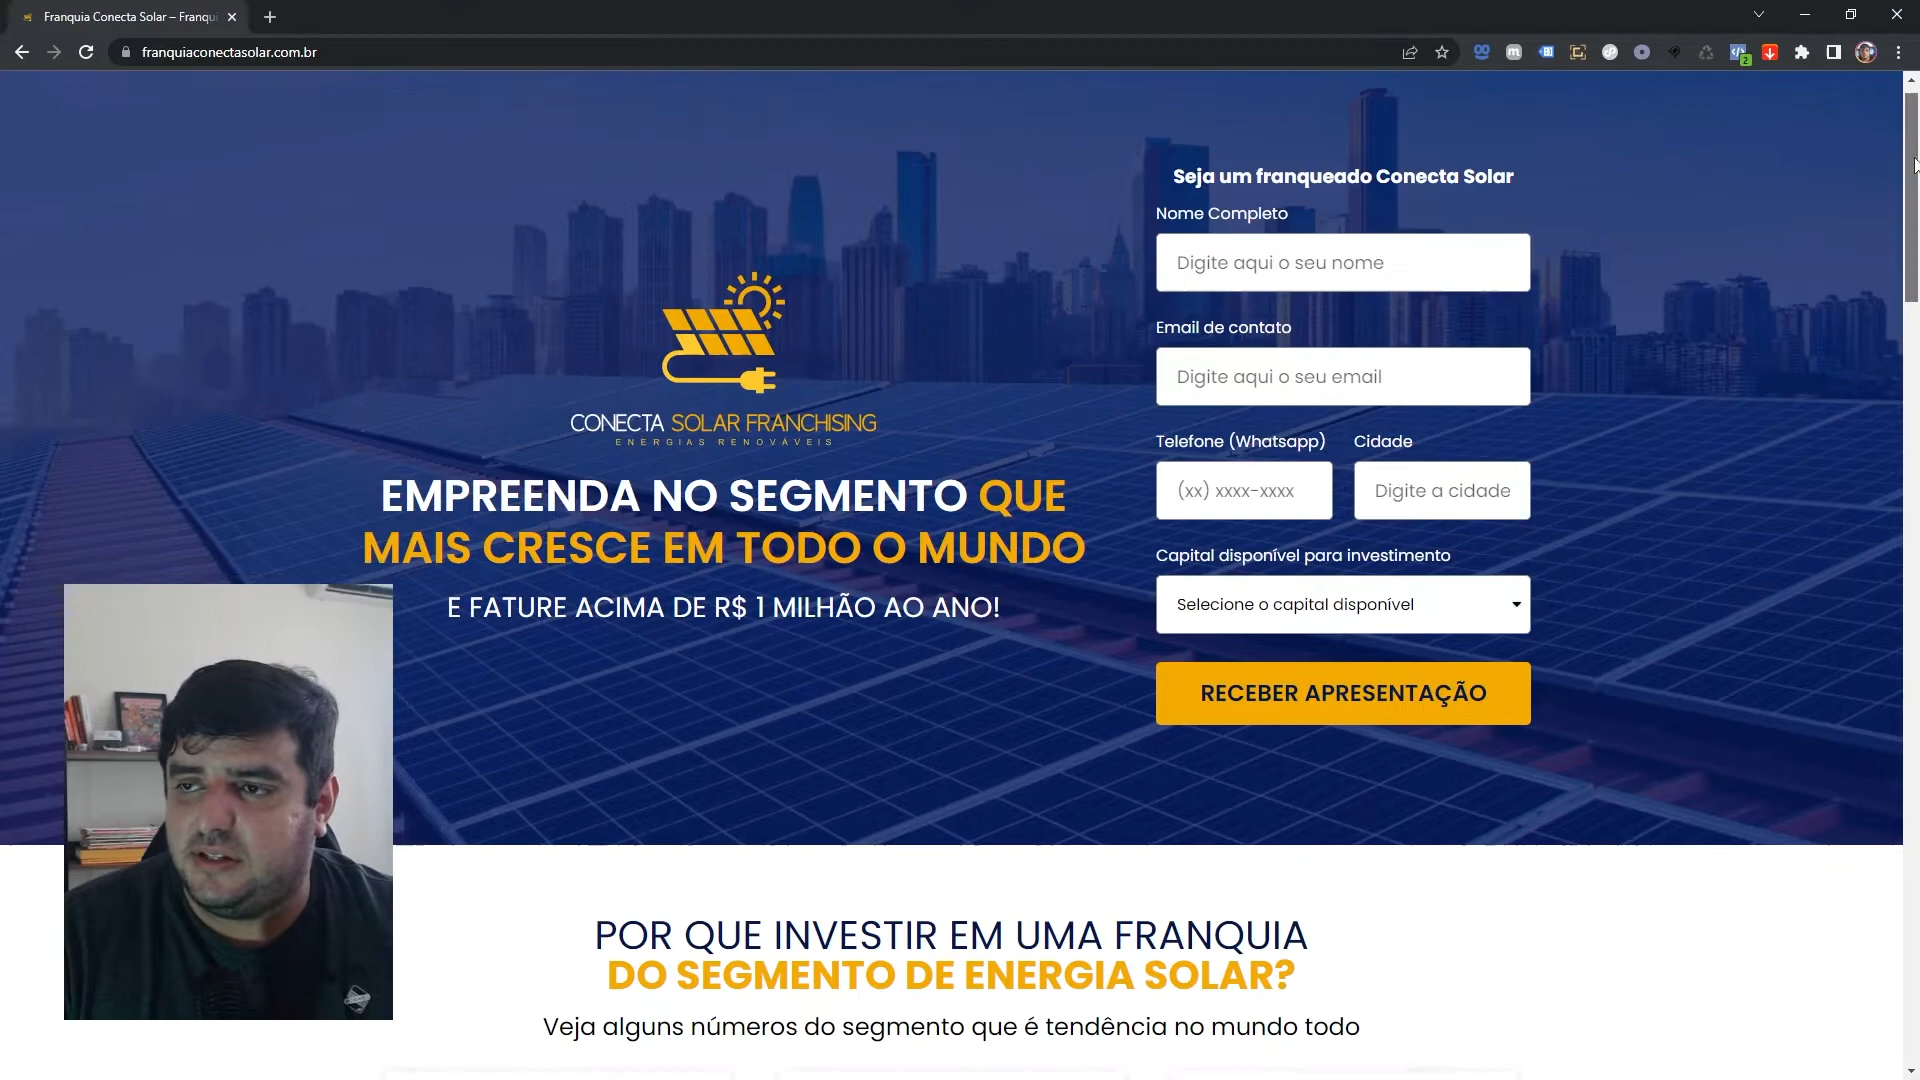 Franquia Conecta Solar – Franqui
franquiaconectasolar.com.br
2
Seja um franqueado Conecta Solar
Nome Completo
Digite aqui o seu nome
Email de contato
Digite aqui o seu email
Telefone (Whatsapp) Cidade
(xx) xxxx-xxxx Digite a cidade
Capital disponível para investimento
Selecione o capital disponível
RECEBER APRESENTAÇÃO
CONECTA SOLAR FRANCHISING
ENERGIAS RENOVÁVEIS
EMPREENDA NO SEGMENTO QUE
MAIS CRESCE EM TODO O MUNDO
E FATURE ACIMA DE R$ 1 MILHÃO AO ANO!
POR QUE INVESTIR EM UMA FRANQUIA
DO SEGMENTO DE ENERGIA SOLAR?
Veja alguns números do segmento que é tendência no mundo todo